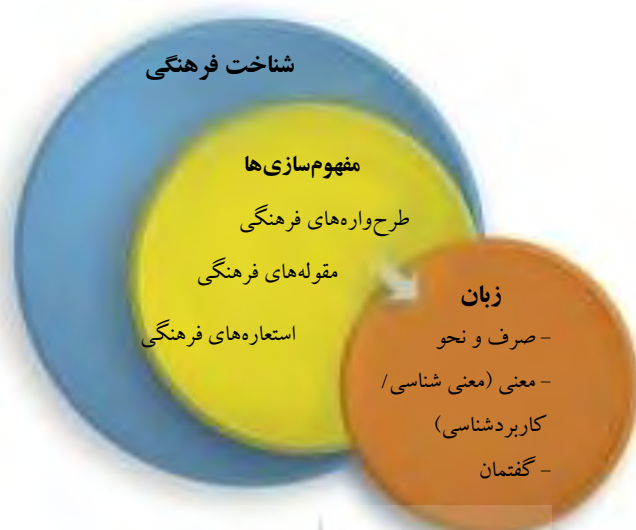 شناخت فرهنگی
مفهوم‌سازی‌ها
طرح‌واره‌های فرهنگی
مقوله‌های فرهنگی
استعاره‌های فرهنگی
زبان
- صرف و نحو
- معنی (معنی شناسی/
کاربردشناسی)
- گفتمان